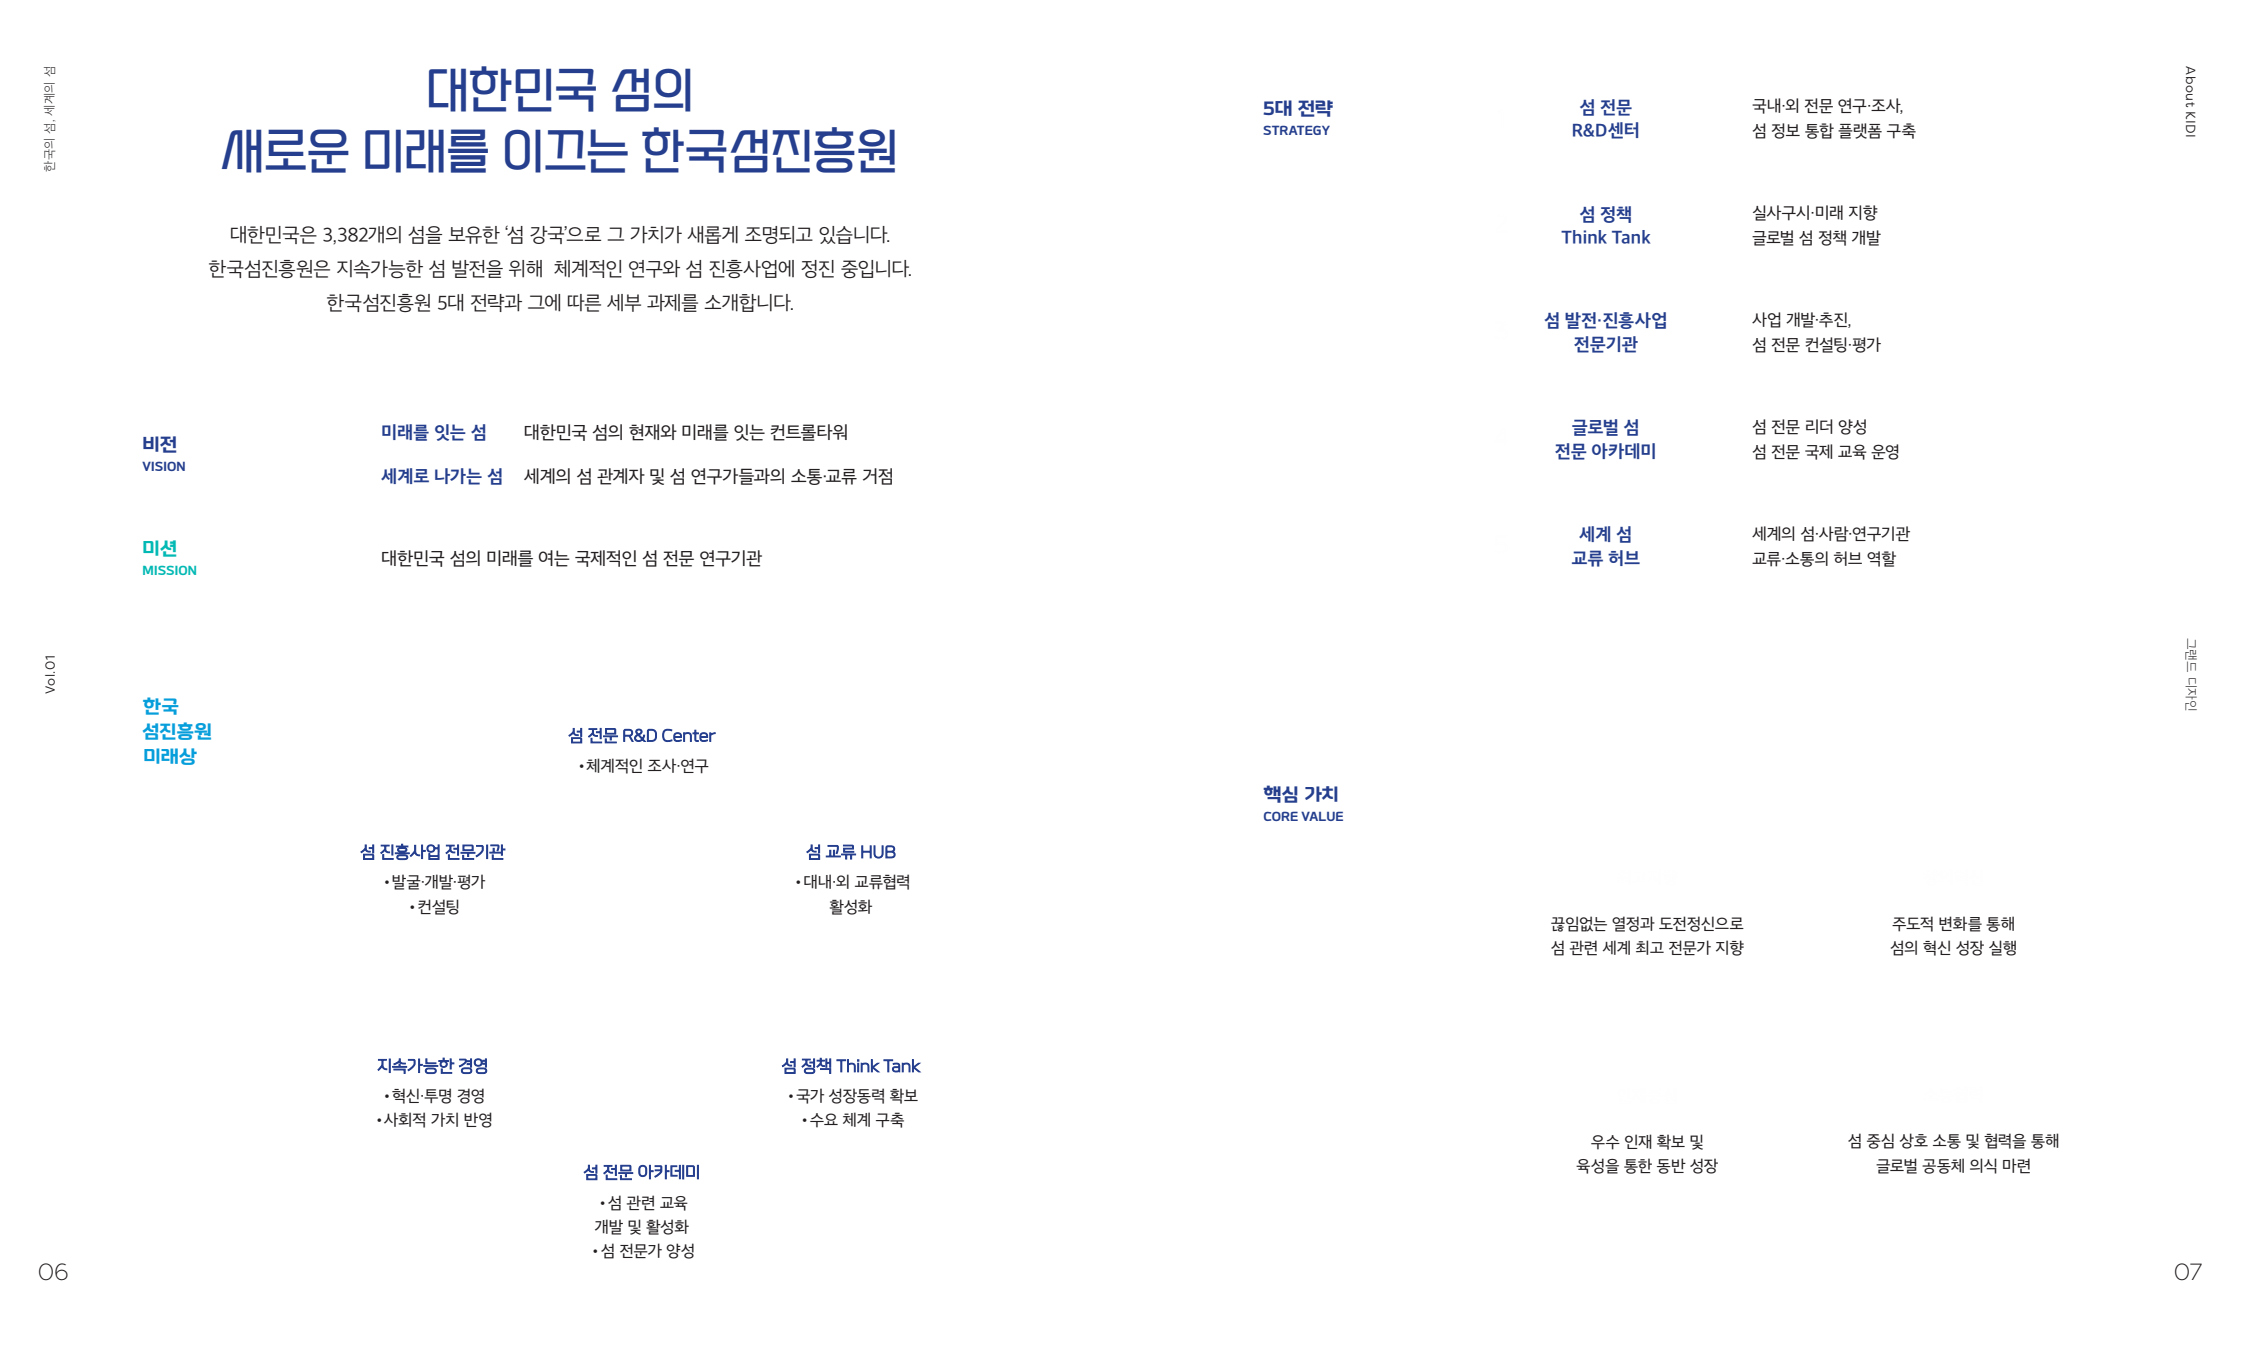 한국의 섬, 세계의 섬
Vol.01
06
대한민국 섬의
새로운 미래를 이끄는 한국섬진흥원
대한민국은 3,382개의 섬을 보유한 ‘섬 강국’으로 그 가치가 새롭게 조명되고 있습니다.
한국섬진흥원은 지속가능한 섬 발전을 위해 체계적인 연구와 섬 진흥사업에 정진 중입니다.
한국섬진흥원 5대 전략과 그에 따른 세부 과제를 소개합니다.
비전
VISION
미래를 잇는 섬 대한민국 섬의 현재와 미래를 잇는 컨트롤타워
세계로 나가는 섬 세계의 섬 관계자 및 섬 연구가들과의 소통·교류 거점
미션
MISSION
대한민국 섬의 미래를 여는 국제적인 섬 전문 연구기관
한국
섬진흥원
미래상
섬 전문 R&D Center
• 체계적인 조사·연구
섬 진흥사업 전문기관
• 발굴·개발·평가
• 컨설팅
섬 교류 HUB
• 대내·외 교류협력
활성화
지속가능한 경영
• 혁신·투명 경영
• 사회적 가치 반영
섬 정책 Think Tank
• 국가 성장동력 확보
• 수요 체계 구축
섬 전문 아카데미
• 섬 관련 교육
개발 및 활성화
• 섬 전문가 양성
5대 전략
STRATEGY
섬 전문
R&D센터
국내·외 전문 연구·조사,
섬 정보 통합 플랫폼 구축
섬 정책
Think Tank
실사구시·미래 지향
글로벌 섬 정책 개발
섬 발전·진흥사업
전문기관
사업 개발·추진,
섬 전문 컨설팅·평가
글로벌 섬
전문 아카데미
섬 전문 리더 양성
섬 전문 국제 교육 운영
세계 섬
교류 허브
세계의 섬·사람·연구기관
교류·소통의 허브 역할
핵심 가치
CORE VALUE
끊임없는 열정과 도전정신으로
섬 관련 세계 최고 전문가 지향
주도적 변화를 통해
섬의 혁신 성장 실행
우수 인재 확보 및
육성을 통한 동반 성장
섬 중심 상호 소통 및 협력을 통해
글로벌 공동체 의식 마련
About KIDI
그랜드 디자인
07